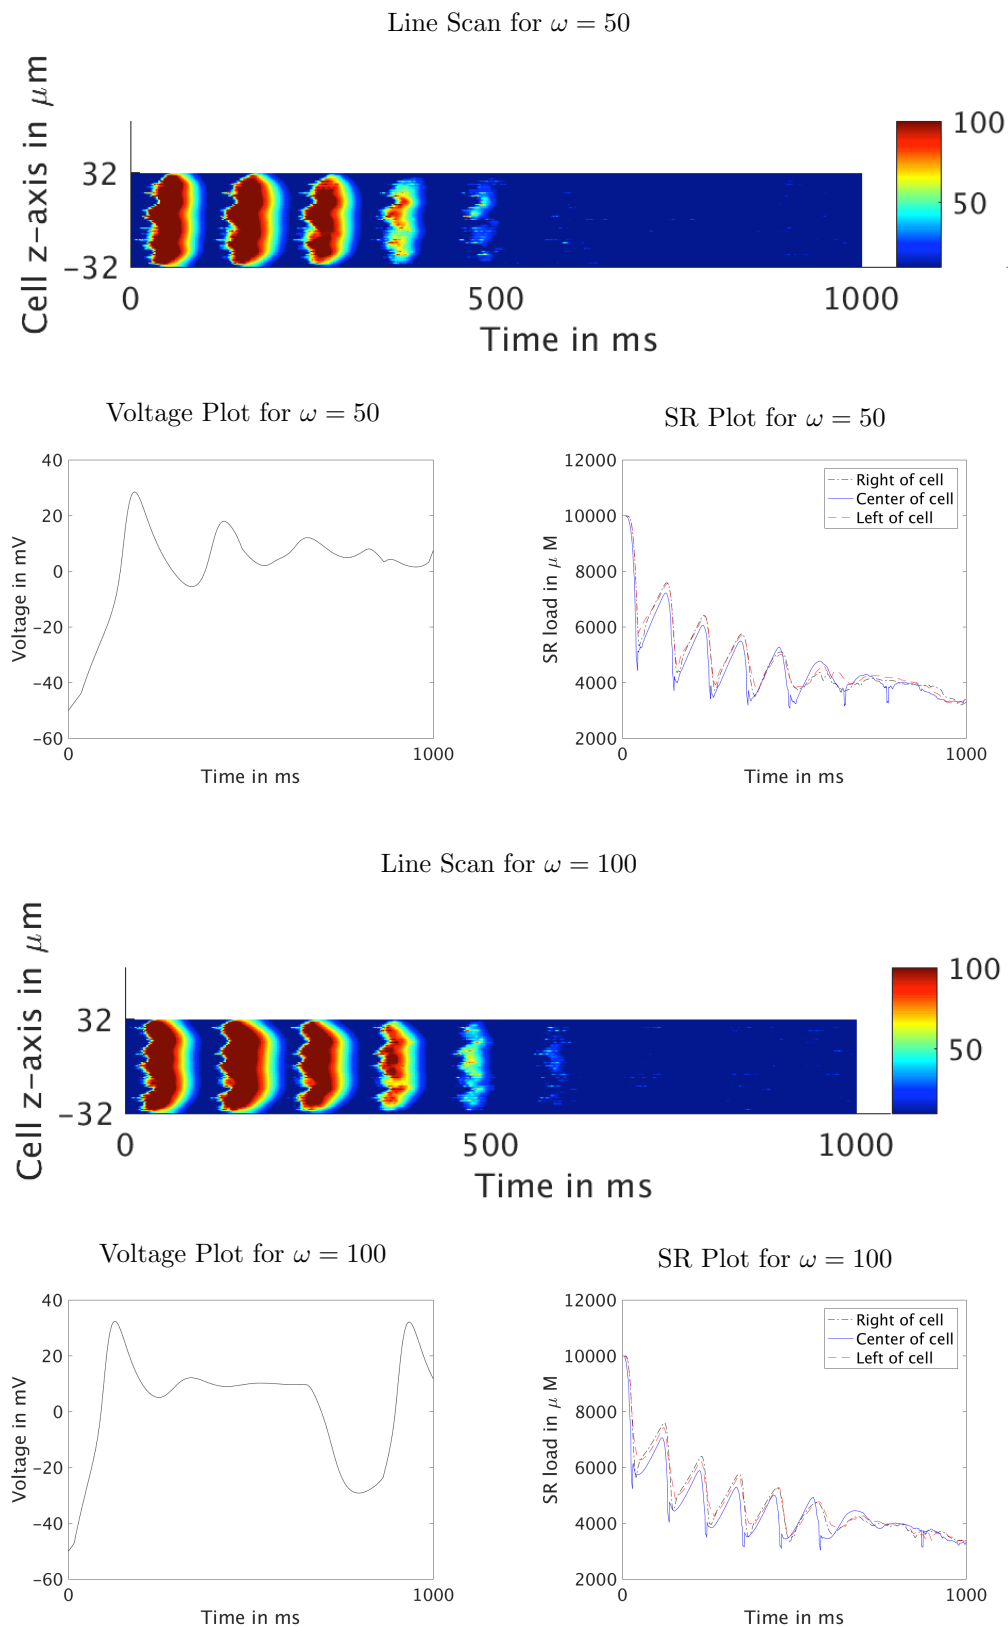 Line Scan for ω = 50
Cell z-axis in μm
32
-32
0
500
1000
Time in ms
100
50
Voltage Plot for ω = 50
Voltage in mV
40
20
0
-20
-40
-60
0
1000
Time in ms
SR Plot for ω = 50
SR load in μ M
12000
10000
8000
6000
4000
2000
0
1000
Time in ms
Right of cell
Center of cell
Left of cell
Line Scan for ω = 100
Cell z-axis in μm
32
-32
0
500
1000
Time in ms
100
50
Voltage Plot for ω = 100
Voltage in mV
40
20
0
-20
-40
-60
0
1000
Time in ms
SR Plot for ω = 100
SR load in μ M
12000
10000
8000
6000
4000
2000
0
1000
Time in ms
Right of cell
Center of cell
Left of cell